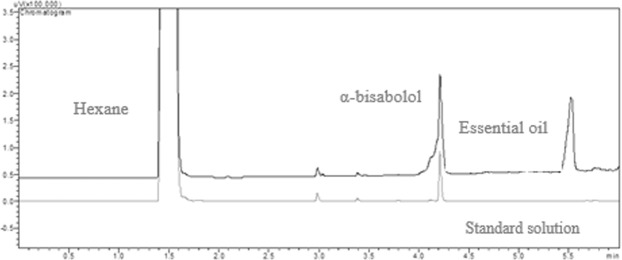 uV(x100,000)
Chromatogram
3.5
3.0
2.5
2.0
1.5
1.0
0.5
0.0
-0.5
Hexane
α-bisabolol
Essential oil
Standard solution
0.5
1.0
1.5
2.0
2.5
3.0
3.5
4.0
4.5
5.0
5.5
min